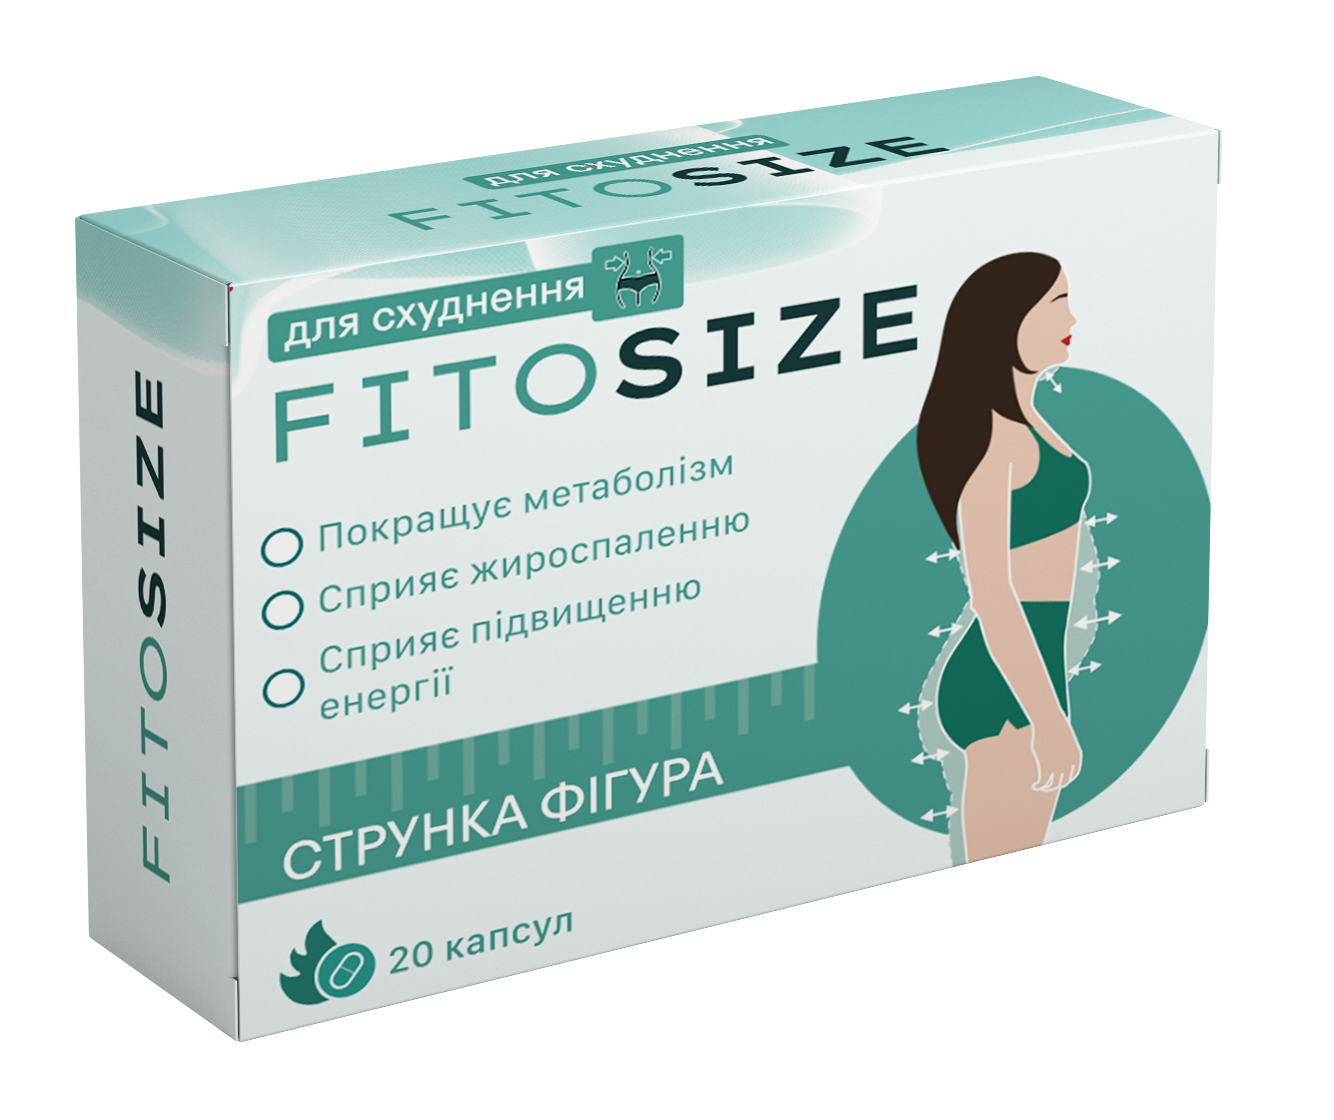 для схуднення
FITOSIZE
для схуднення
FITOSIZE
Покращує метаболізм
Сприяє жироспаленню
Сприяє підвищенню
енергії
СТРУНКА ФІГУРА
20 капсул
FITOSIZE